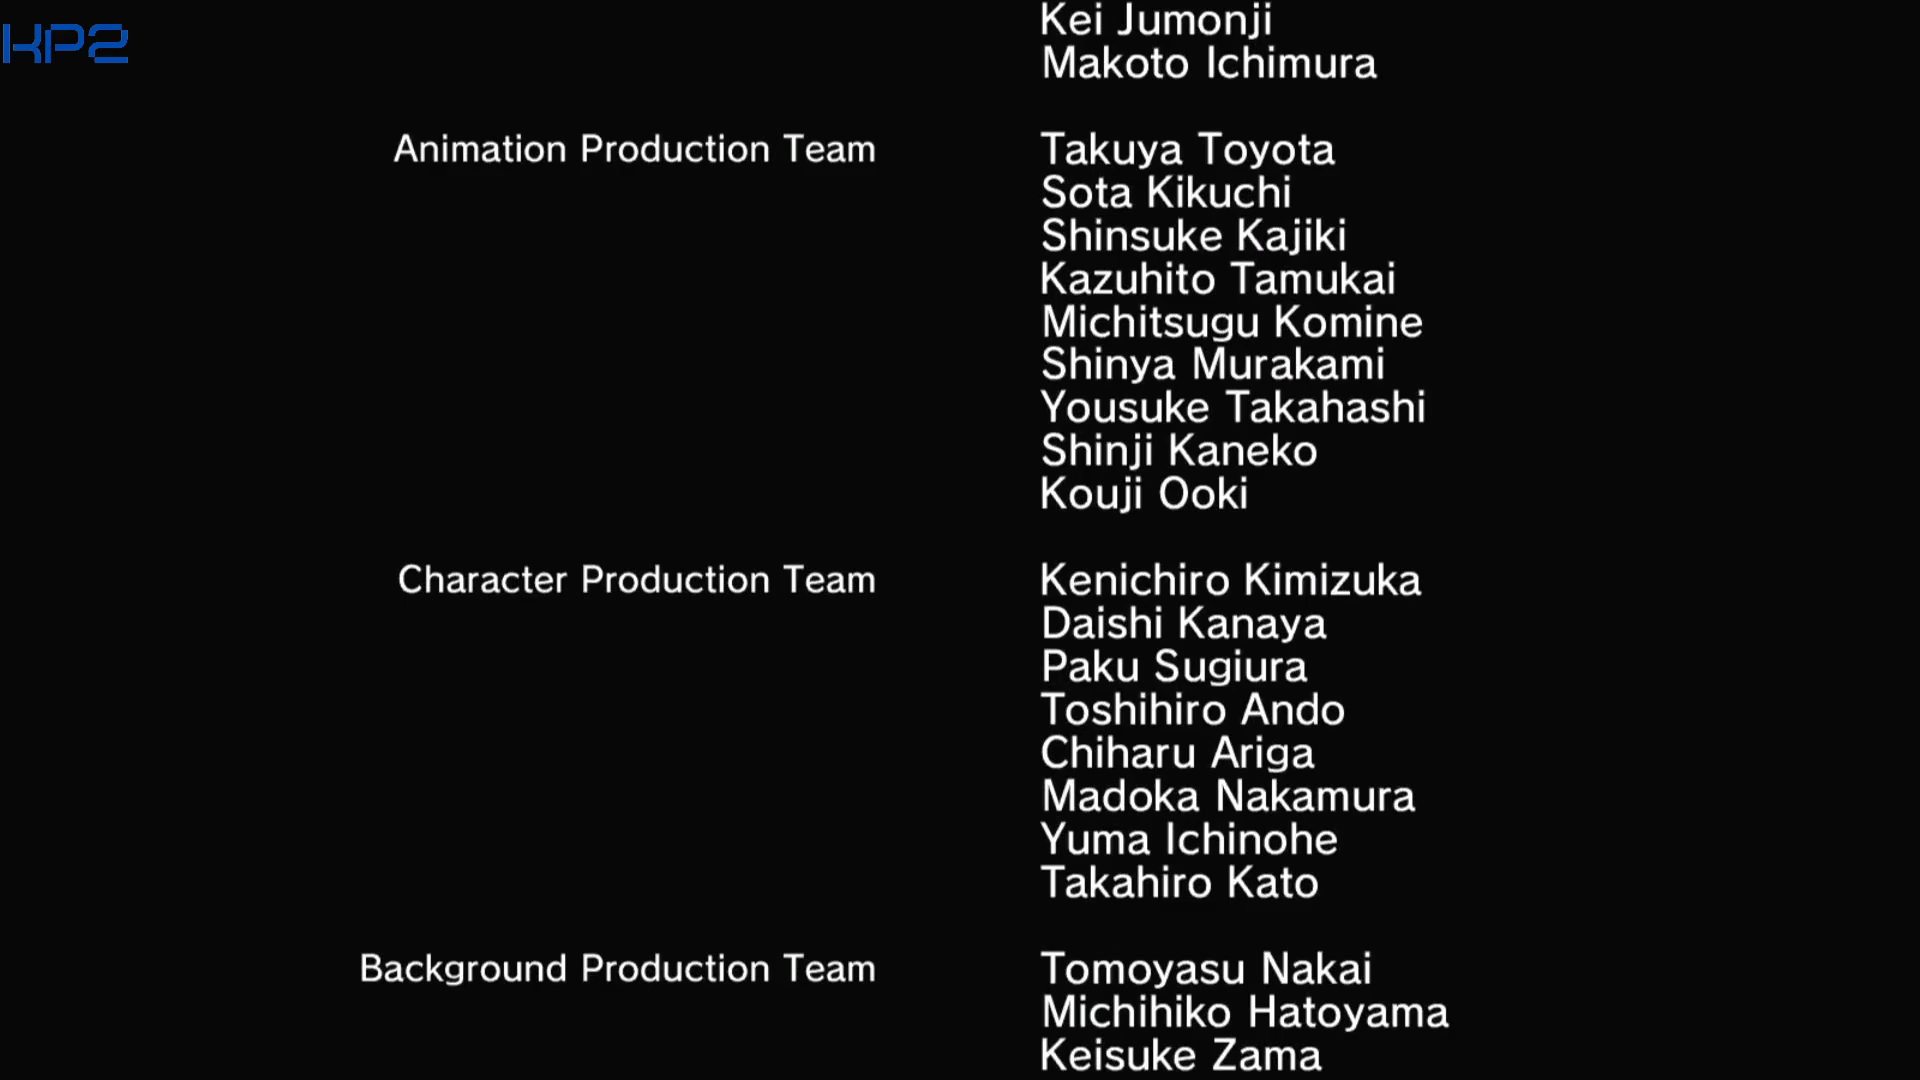 KP2
Kei Jumonji
Makoto Ichimura
Animation Production Team Takuya Toyota
Sota Kikuchi
Shinsuke Kajiki
Kazuhito Tamukai
Michitsugu Komine
Shinya Murakami
Yousuke Takahashi
Shinji Kaneko
Kouji Ooki
Character Production Team Kenichiro Kimizuka
Daishi Kanaya
Paku Sugiura
Toshihiro Ando
Chiharu Ariga
Madoka Nakamura
Yuma Ichinohe
Takahiro Kato
Background Production Team Tomoyasu Nakai
Michihiko Hatoyama
Keisuke Zama